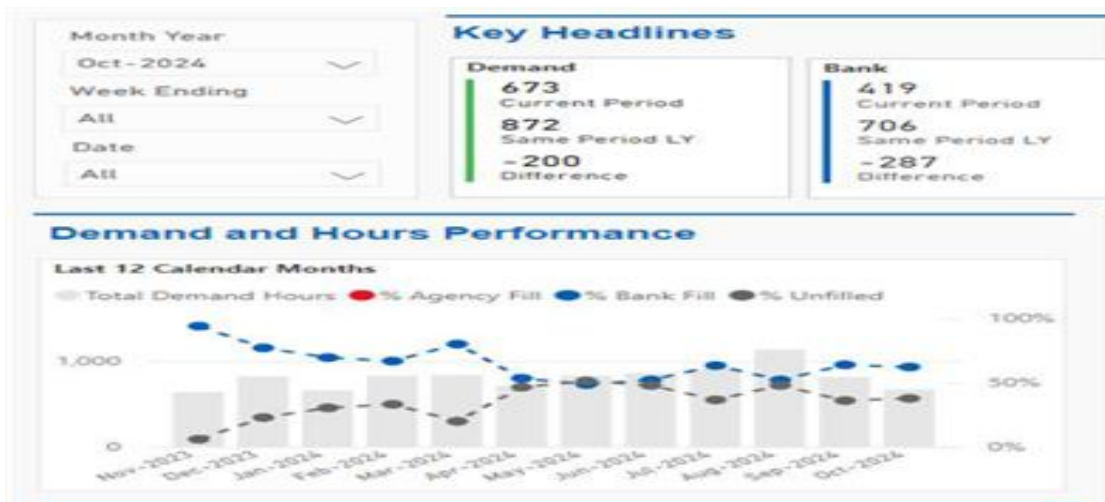 Month Year
Oct-2024
Week Ending
All
Date
All
Key Headlines
Demand
673
Current Period
872
Same Period LY
-200
Difference
Bank
419
Current Period
706
Same Period LY
-287
Difference
Demand and Hours Performance
Last 12 Calendar Months
Total Demand Hours % Agency Fill % Bank Fill % Unfilled
100%
1,000
50%
0
0%
Nov-2023 Dec-2023 Jan-2024 Feb-2024 Mar-2024 Apr-2024 May-2024 Jun-2024 Jul-2024 Aug-2024 Sep-2024 Oct-2024